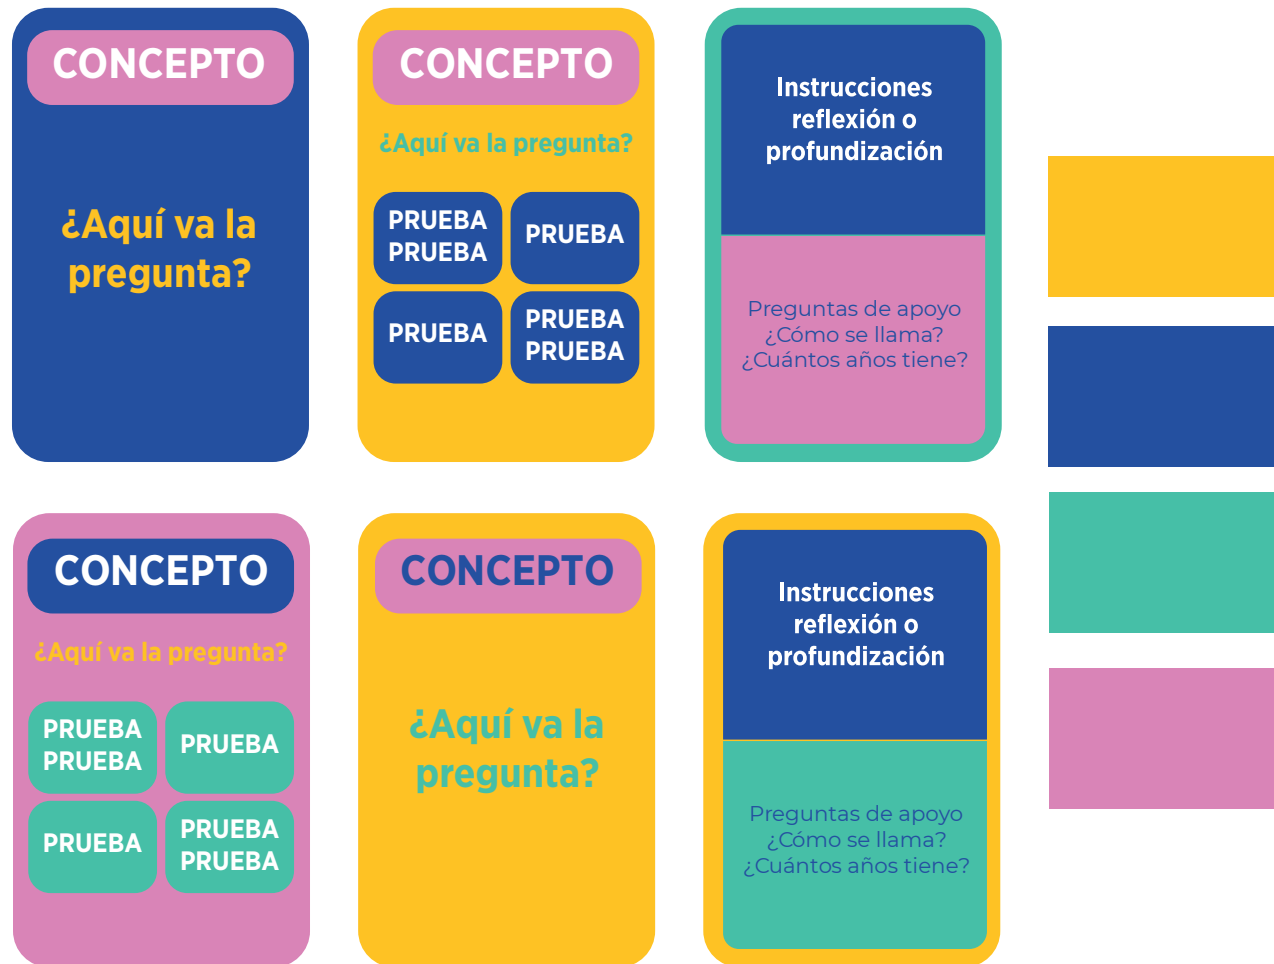 CONCEPTO
¿Aquí va la
pregunta?
CONCEPTO
¿Aquí va la pregunta?
PRUEBA
PRUEBA
PRUEBA
PRUEBA
PRUEBA
PRUEBA
Instrucciones
reflexión o
profundización
Preguntas de apoyo
¿Cómo se llama?
¿Cuántos años tiene?
CONCEPTO
¿Aquí va la pregunta?
PRUEBA
PRUEBA
PRUEBA
PRUEBA
PRUEBA
PRUEBA
CONCEPTO
¿Aquí va la
pregunta?
Instrucciones
reflexión o
profundización
Preguntas de apoyo
¿Cómo se llama?
¿Cuántos años tiene?